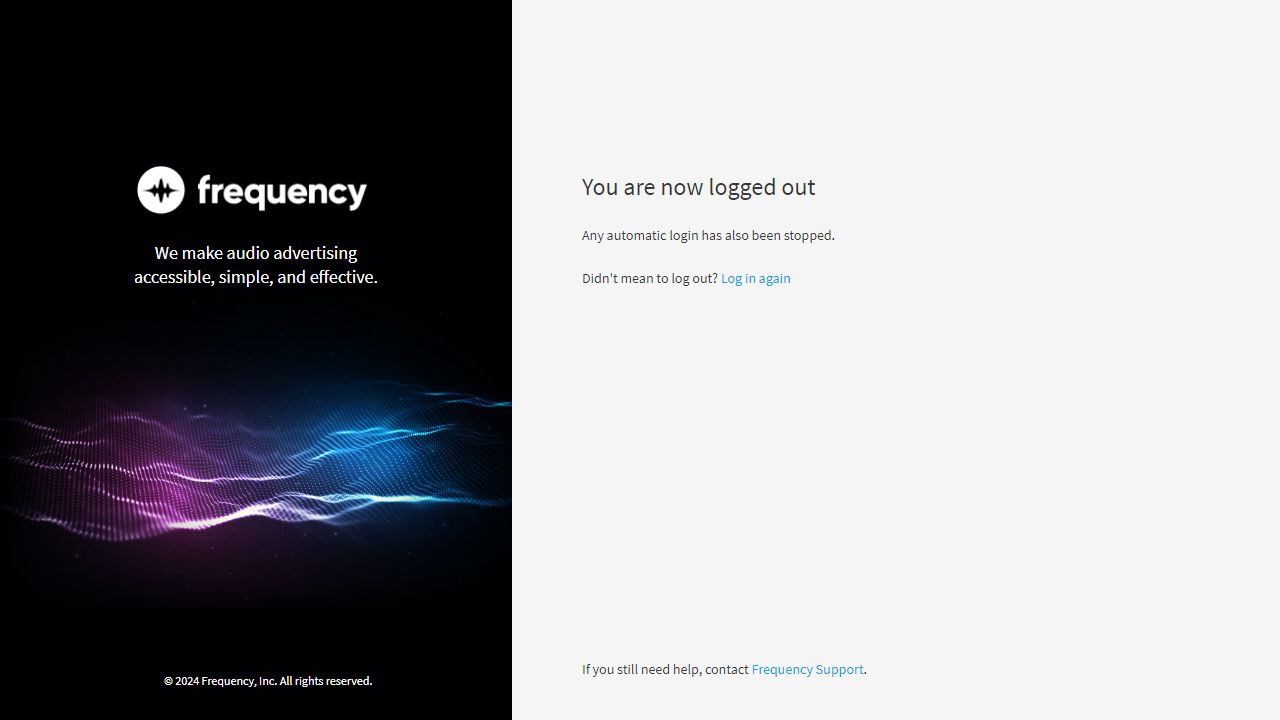 frequency
We make audio advertising
accessible, simple, and effective.
© 2024 Frequency, Inc. All rights reserved.
You are now logged out
Any automatic login has also been stopped.
Didn't mean to log out? Log in again
If you still need help, contact Frequency Support.